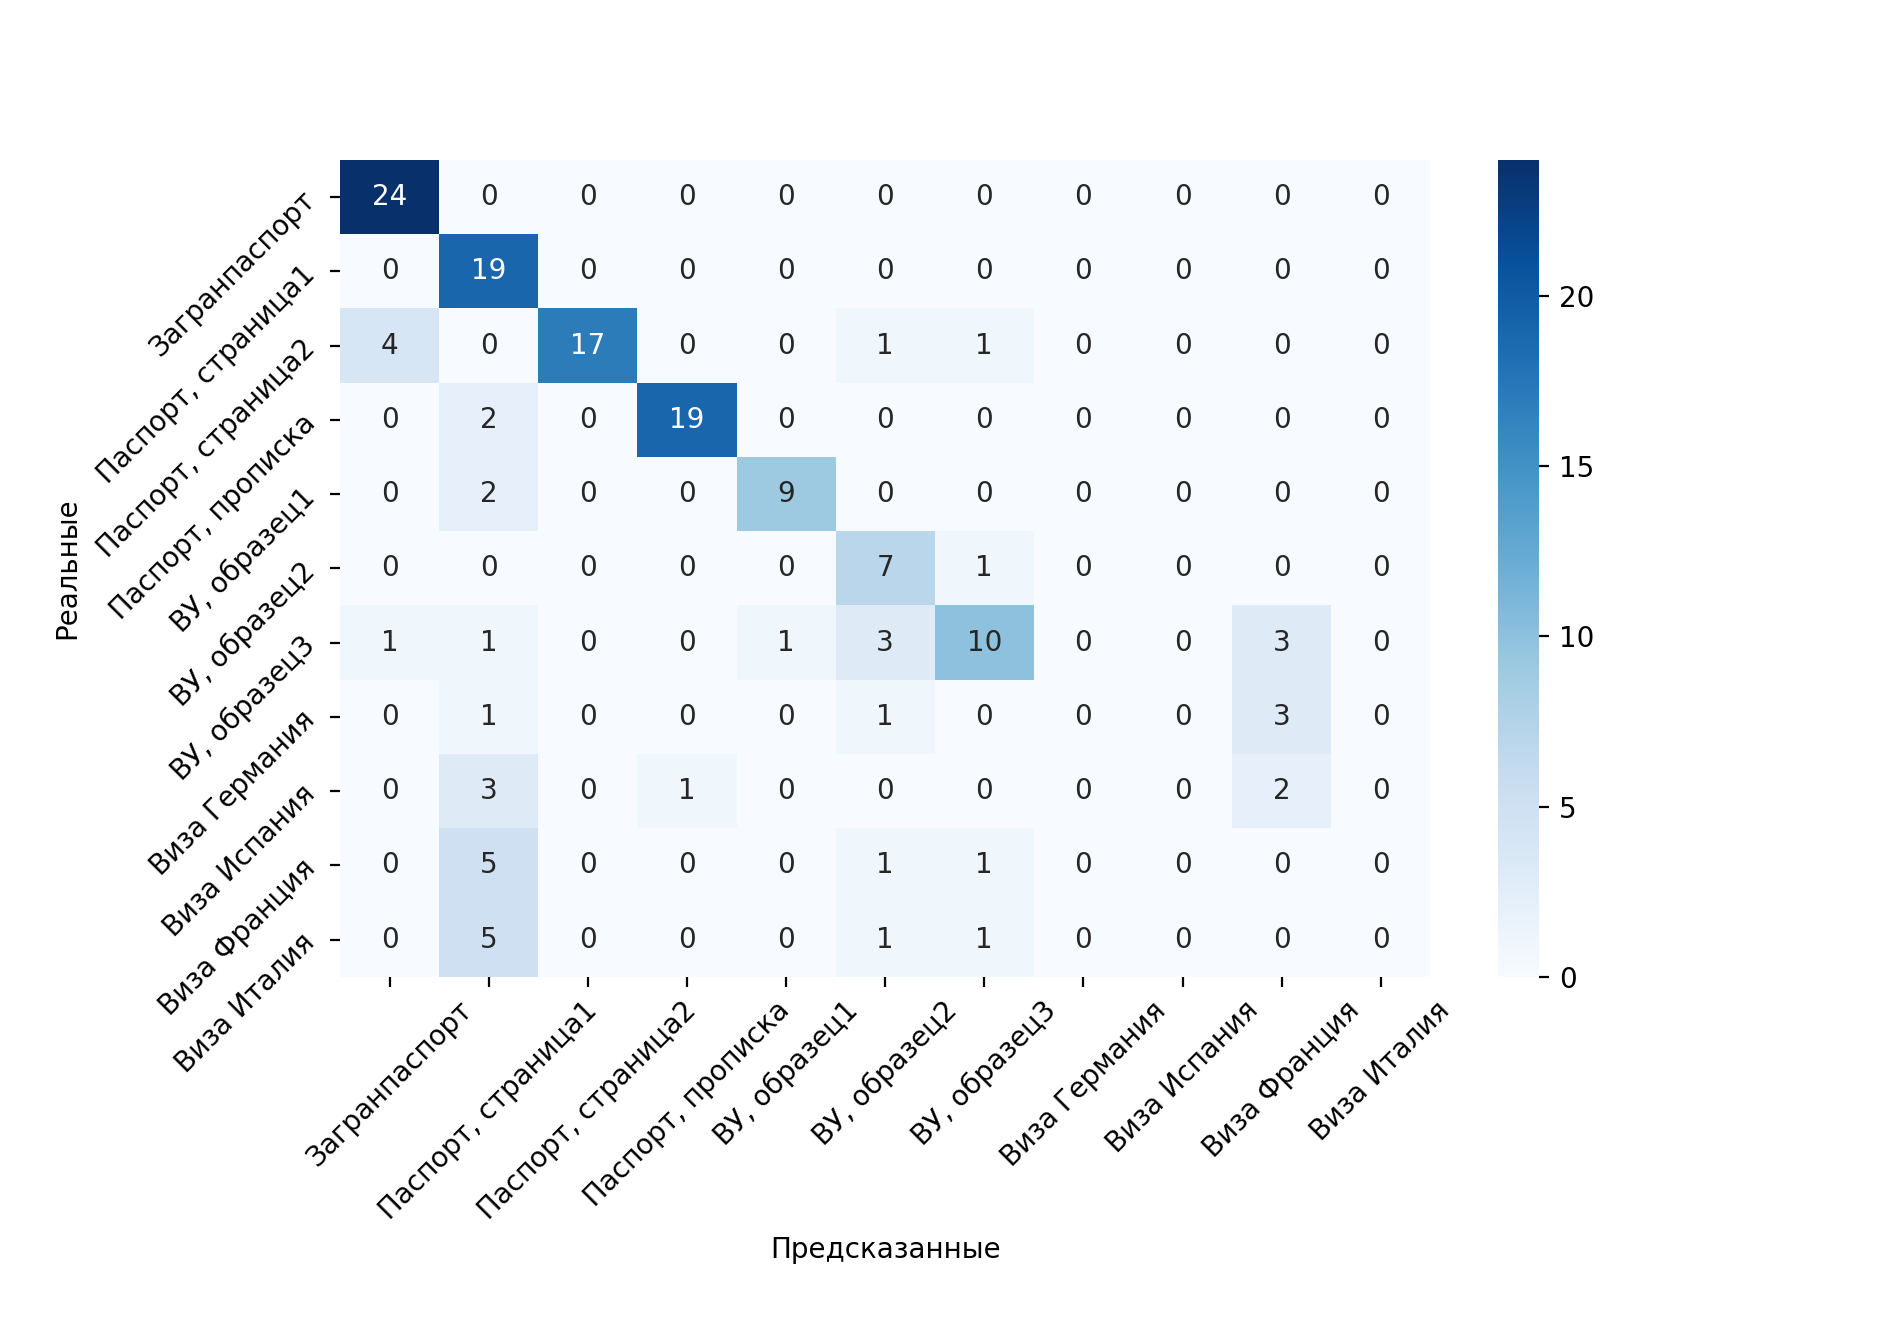 Реальные
Загранпаспорт 24 0 0 0 0 0 0 0 0 0 0
Паспорт, страница1 0 19 0 0 0 0 0 0 0 0 0
Паспорт, страница2 4 0 17 0 0 1 1 0 0 0 0
Паспорт, прописка 0 2 0 19 0 0 0 0 0 0 0
ВУ, образец1 0 2 0 0 9 0 0 0 0 0 0
ВУ, образец2 0 0 0 0 0 7 1 0 0 0 0
ВУ, образец3 1 1 0 0 1 3 10 0 0 3 0
Виза Германия 0 1 0 0 0 1 0 0 0 3 0
Виза Испания 0 3 0 1 0 0 0 0 0 2 0
Виза Франция 0 5 0 0 0 1 1 0 0 0 0
Виза Италия 0 5 0 0 0 1 1 0 0 0 0
Загранпаспорт
Паспорт, страница1
Паспорт, страница2
Паспорт, прописка
ВУ, образец1
ВУ, образец2
ВУ, образец3
Виза Германия
Виза Испания
Виза Франция
Виза Италия
Предсказанные
20
15
10
5
0